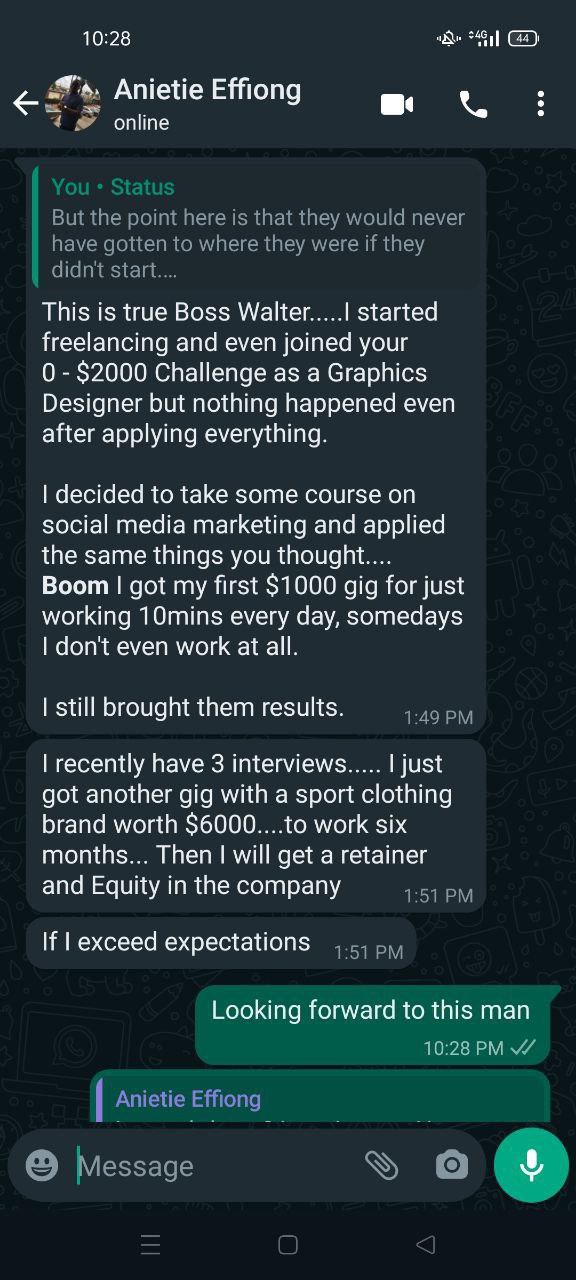 10:28
4G
44
Anietie Effiong
online
You • Status
But the point here is that they would never
have gotten to where they were if they
didn't start....
This is true Boss Walter.....I started
freelancing and even joined your
0 - $2000 Challenge as a Graphics
Designer but nothing happened even
after applying everything.
I decided to take some course on
social media marketing and applied
the same things you thought....
Boom I got my first $1000 gig for just
working 10mins every day, somedays
I don't even work at all.
I still brought them results.
1:49 PM
I recently have 3 interviews..... I just
got another gig with a sport clothing
brand worth $6000....to work six
months... Then I will get a retainer
and Equity in the company
1:51 PM
If I exceed expectations
1:51 PM
Looking forward to this man
10:28 PM
Anietie Effiong
Message